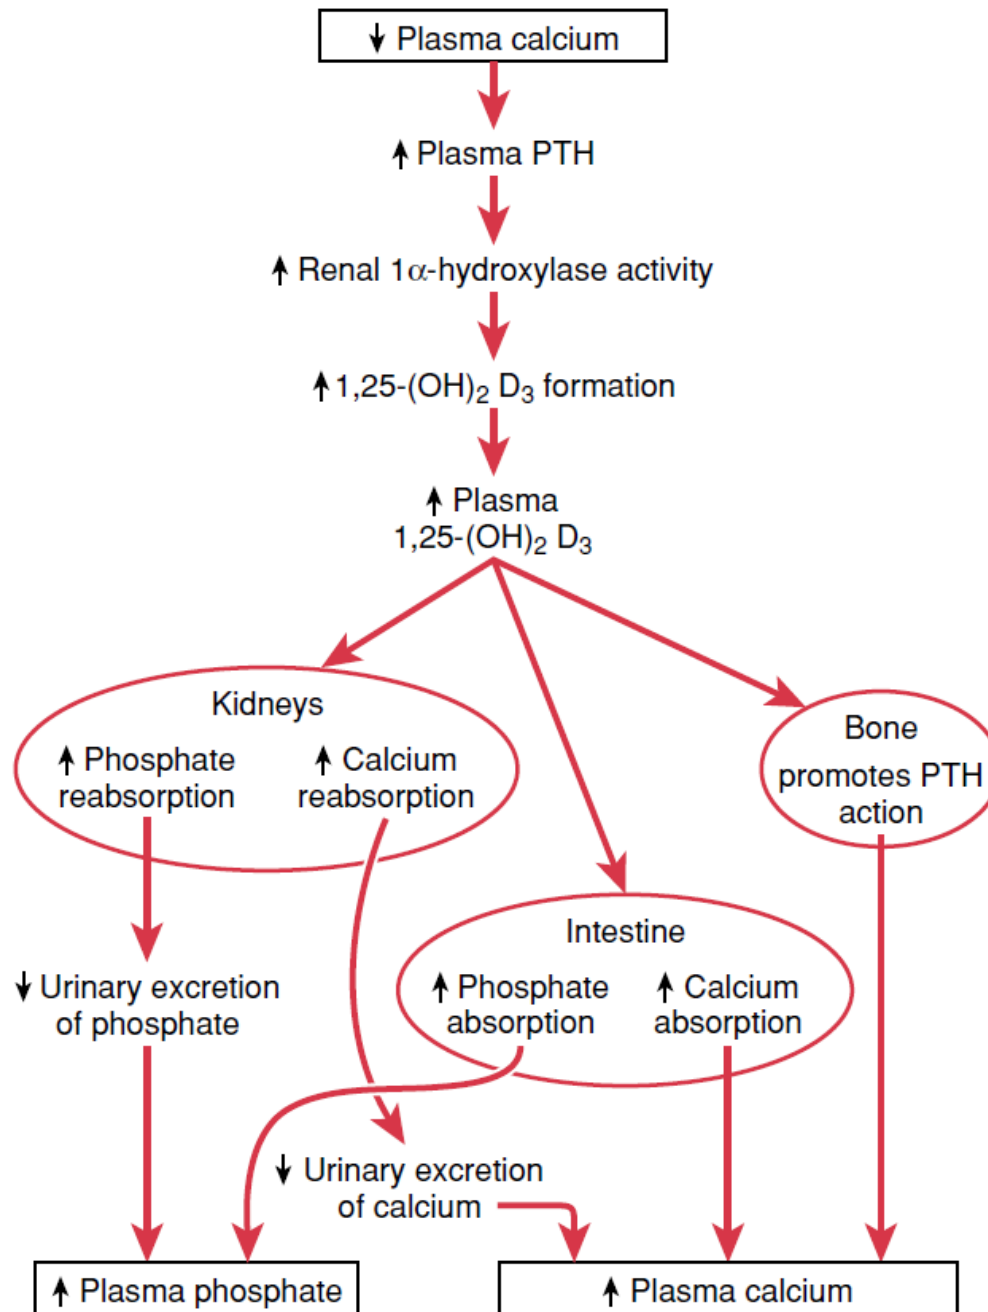 ↓ Plasma calcium
↑ Plasma PTH
↑ Renal 1α-hydroxylase activity
↑ 1,25-(OH)₂ D₃ formation
↑ Plasma
1,25-(OH)₂ D₃
Kidneys
↑ Phosphate
reabsorption
↑ Calcium
reabsorption
Bone
promotes PTH
action
Intestine
↑ Phosphate
absorption
↑ Calcium
absorption
↓ Urinary excretion
of phosphate
↓ Urinary excretion
of calcium
↑ Plasma phosphate
↑ Plasma calcium